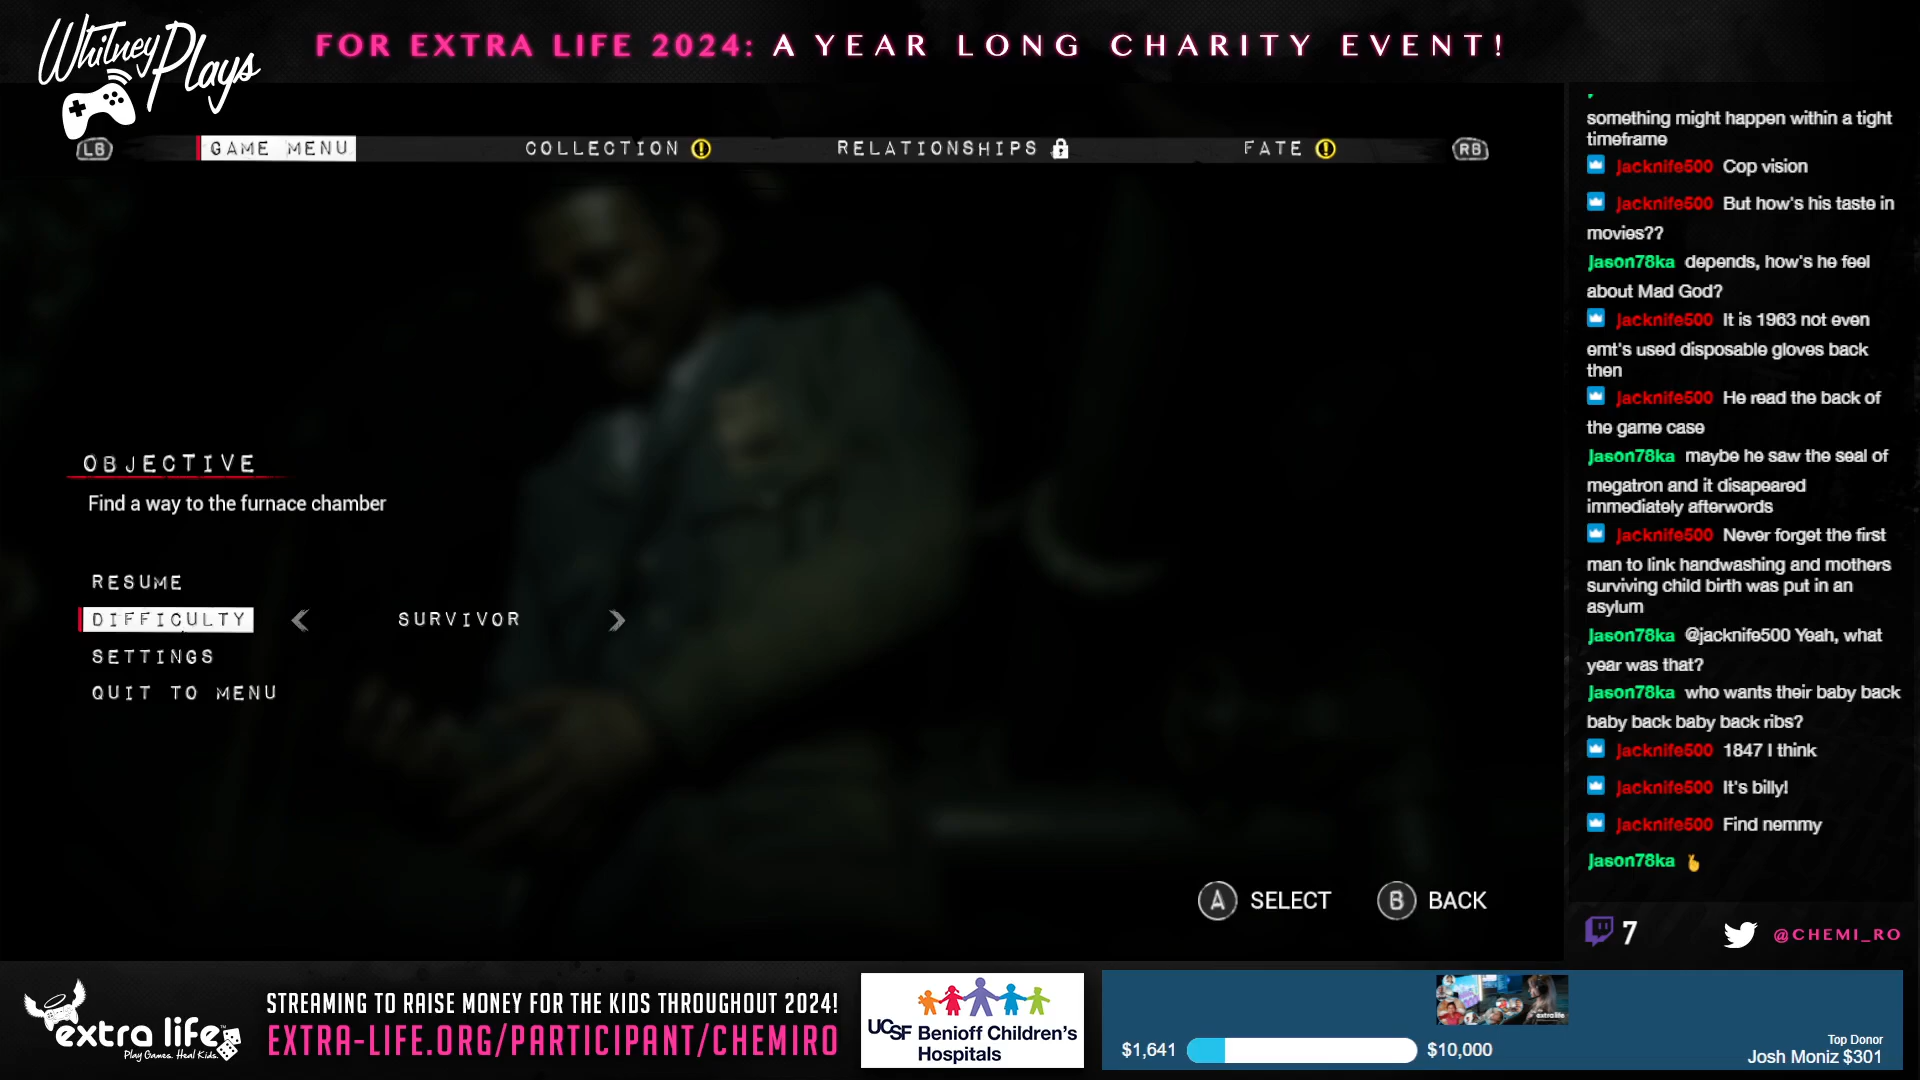 Whitney Plays
FOR EXTRA LIFE 2024: A YEAR LONG CHARITY EVENT!
LB
GAME MENU
COLLECTION
RELATIONSHIPS
FATE
RB
OBJECTIVE
Find a way to the furnace chamber
RESUME
DIFFICULTY
SURVIVOR
SETTINGS
QUIT TO MENU
A SELECT
B BACK
something might happen within a tight
timeframe
Jacknife500 Cop vision
Jacknife500 But how's his taste in
movies??
Jason78ka depends, how's he feel
about Mad God?
Jacknife500 It is 1963 not even
emt's used disposable gloves back
then
Jacknife500 He read the back of
the game case
Jason78ka maybe he saw the seal of
megatron and it disapeared
immediately afterwords
Jacknife500 Never forget the first
man to link handwashing and mothers
surviving child birth was put in an
asylum
Jason78ka @jacknife500 Yeah, what
year was that?
Jason78ka who wants their baby back
baby back baby back ribs?
Jacknife500 1847 I think
Jacknife500 It's billy!
Jacknife500 Find nemmy
Jason78ka
7
@CHEMI_RO
extra life
Play Games. Heal Kids.
STREAMING TO RAISE MONEY FOR THE KIDS THROUGHOUT 2024!
EXTRA-LIFE.ORG/PARTICIPANT/CHEMIRO
UCSF Benioff Children's
Hospitals
$1,641
$10,000
extralife
Top Donor
Josh Moniz $301